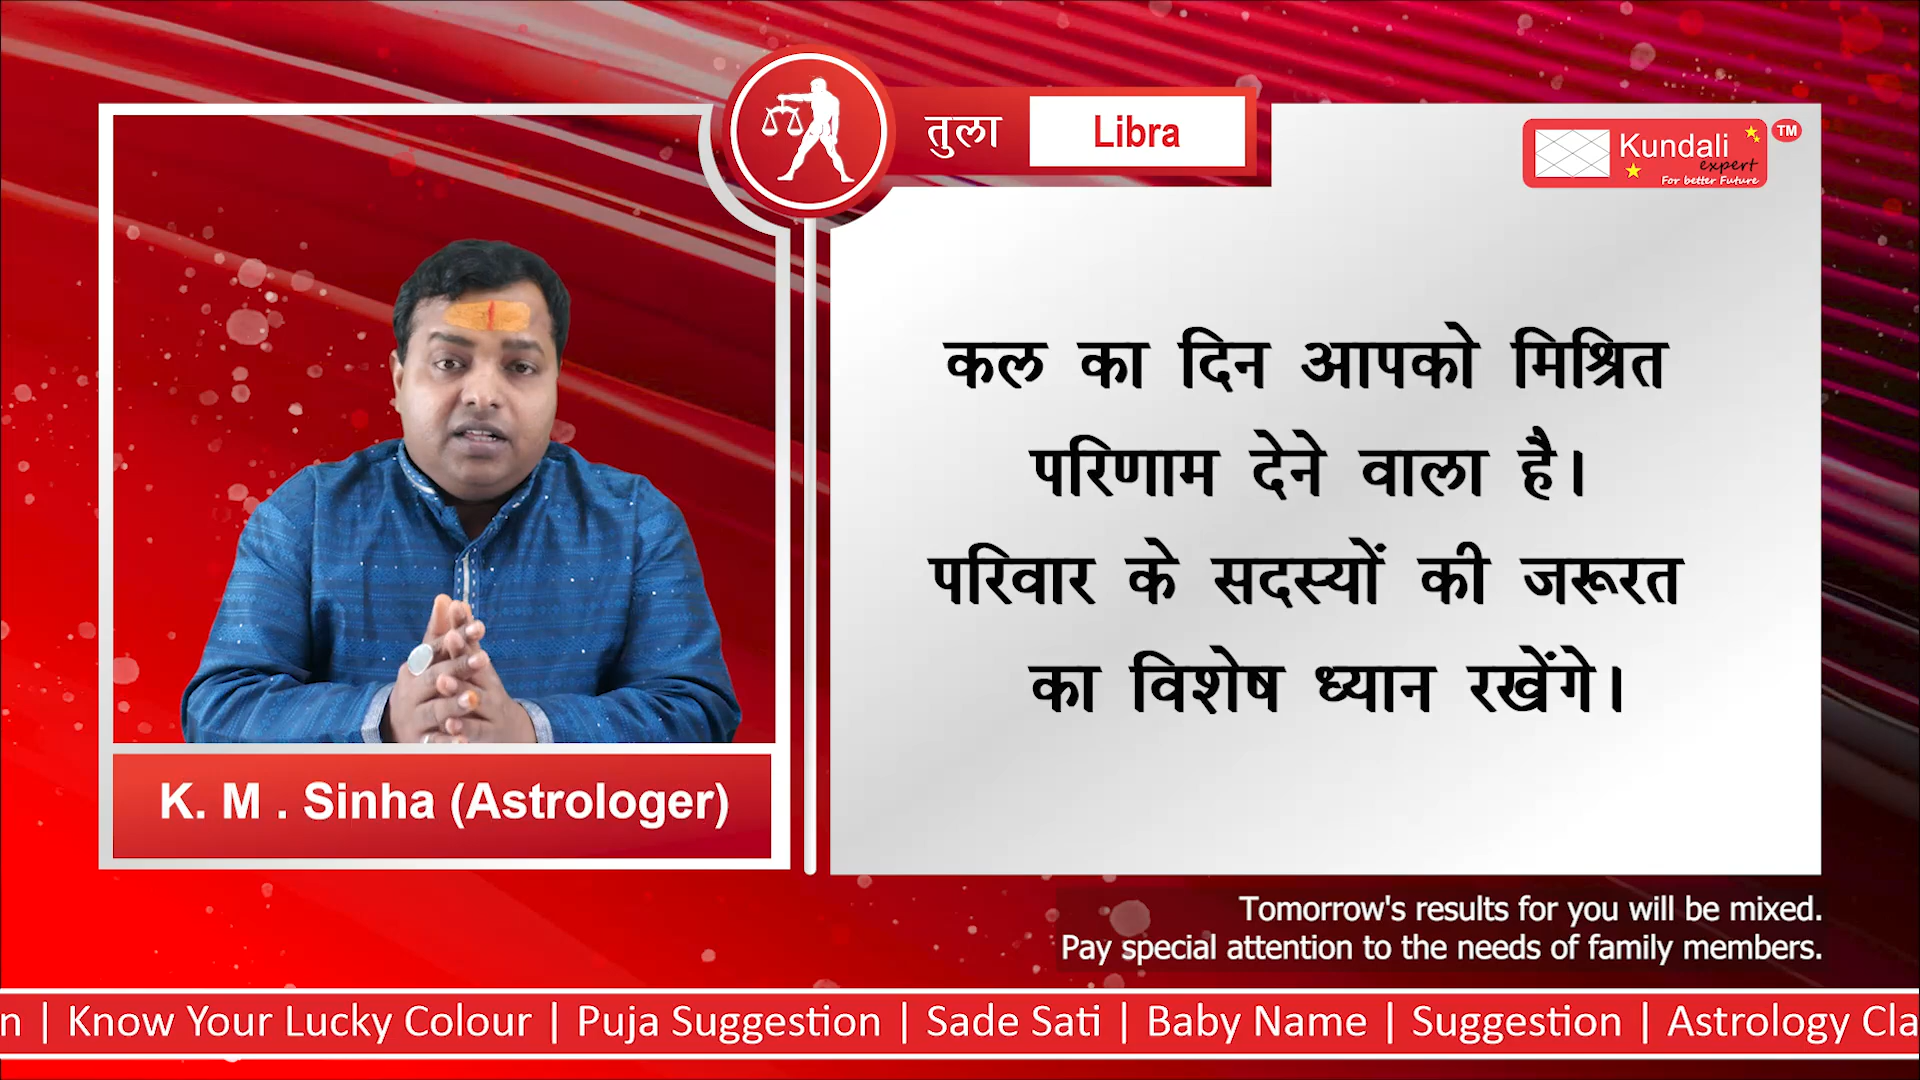 तुला
Libra
Kundali
expert
For better Future
TM
कल का दिन आपको मिश्रित
परिणाम देने वाला है।
परिवार के सदस्यों की जरूरत
का विशेष ध्यान रखेंगे।
K. M . Sinha (Astrologer)
Tomorrow's results for you will be mixed.
Pay special attention to the needs of family members.
n | Know Your Lucky Colour | Puja Suggestion | Sade Sati | Baby Name | Suggestion | Astrology Cla